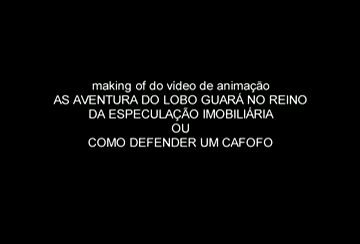 making of do vídeo de animação
AS AVENTURA DO LOBO GUARÁ NO REINO
DA ESPECULAÇÃO IMOBILIÁRIA
OU
COMO DEFENDER UM CAFOFO